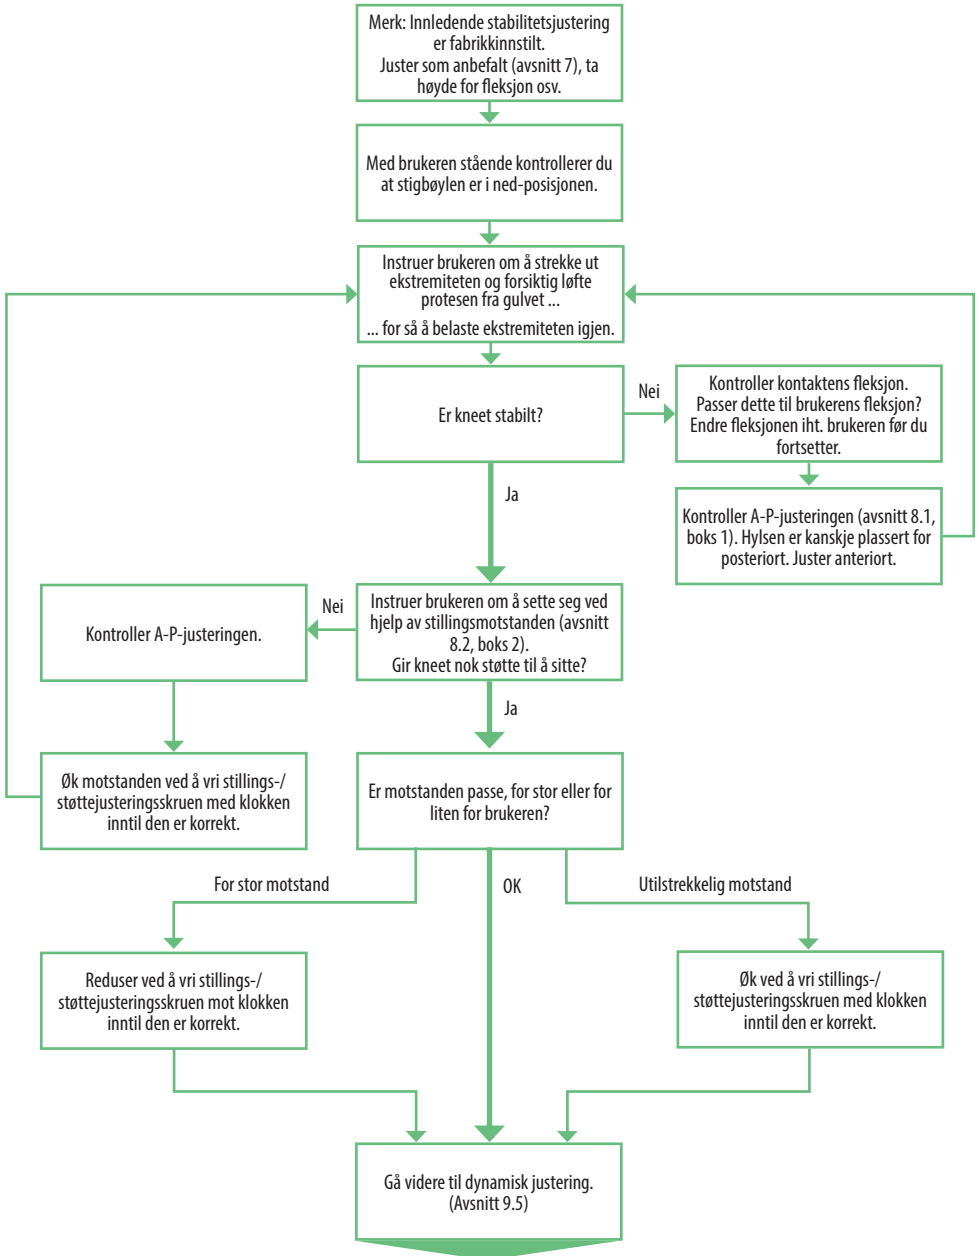 Merk: Innledende stabilitetsjustering
er fabrikkinnstilt.
Juster som anbefalt (avsnitt 7), ta
høyde for fleksjon osv.
Med brukeren stående kontrollerer du
at stigbøylen er i ned-posisjonen.
Instruer brukeren om å strekke ut
ekstremiteten og forsiktig løfte
protesen fra gulvet ...
... for så å belaste ekstremiteten igjen.
Er kneet stabilt?
Nei
Kontroller kontaktens fleksjon.
Passer dette til brukerens fleksjon?
Endre fleksjonen iht. brukeren før du
fortsetter.
Kontroller A-P-justeringen (avsnitt 8.1,
boks 1). Hylsen er kanskje plassert for
posteriort. Juster anteriort.
Ja
Instruer brukeren om å sette seg ved
hjelp av stillingsmotstanden (avsnitt
8.2, boks 2).
Gir kneet nok støtte til å sitte?
Nei
Kontroller A-P-justeringen.
Øk motstanden ved å vri stillings-/
støttejusteringsskruen med klokken
inntil den er korrekt.
Ja
Er motstanden passe, for stor eller for
liten for brukeren?
For stor motstand
OK
Utilstrekkelig motstand
Reduser ved å vri stillings-/
støttejusteringsskruen mot klokken
inntil den er korrekt.
Øk ved å vri stillings-/
støttejusteringsskruen med klokken
inntil den er korrekt.
Gå videre til dynamisk justering.
(Avsnitt 9.5)